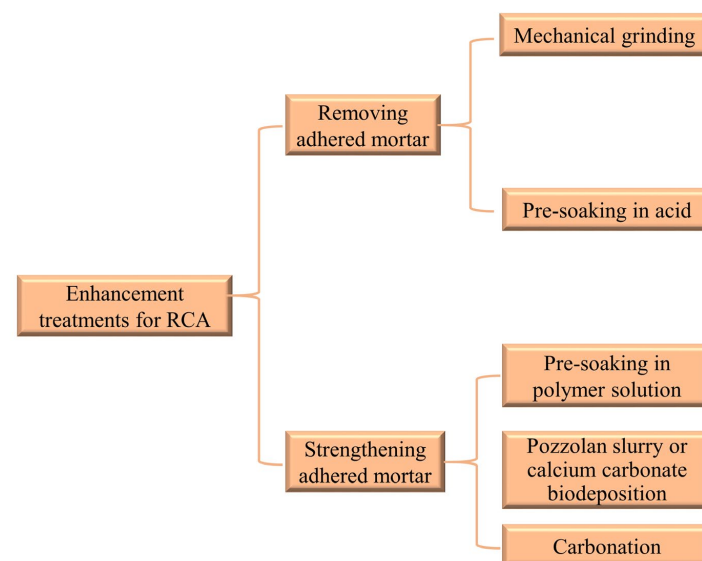 Mechanical grinding
Removing
adhered mortar
Pre-soaking in acid
Enhancement
treatments for RCA
Pre-soaking in
polymer solution
Strengthening
adhered mortar
Pozzolan slurry or
calcium carbonate
biodeposition
Carbonation